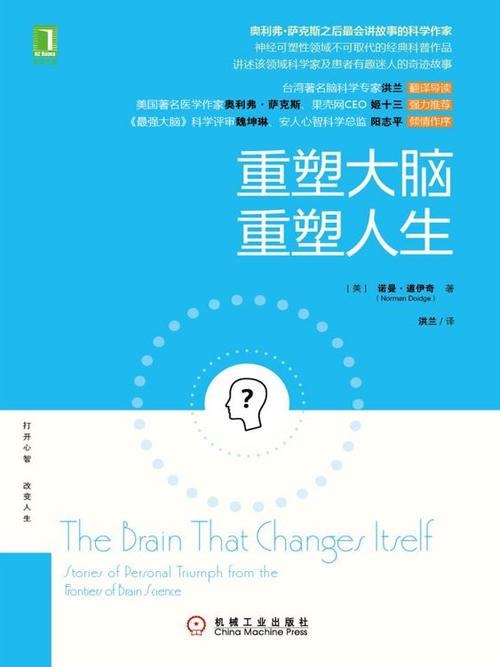 奥利弗·萨克斯之后最会讲故事的科学作家
神经可塑性领域不可取代的经典科普作品
讲述该领域科学家及患者有趣迷人的奇迹故事
台湾著名脑科学专家洪兰 翻译导读
美国著名医学作家奥利弗·萨克斯、果壳网CEO 姬十三 强力推荐
《最强大脑》科学评审魏坤琳、安人心智科学总监 阳志平 倾情作序
重塑大脑
重塑人生
[美] 诺曼·道伊奇 著
(Norman Doidge)
洪兰 / 译
?
打开心智 改变人生
The Brain That Changes Itself
Stories of Personal Triumph from the
Frontiers of Brain Science
机械工业出版社
China Machine Press